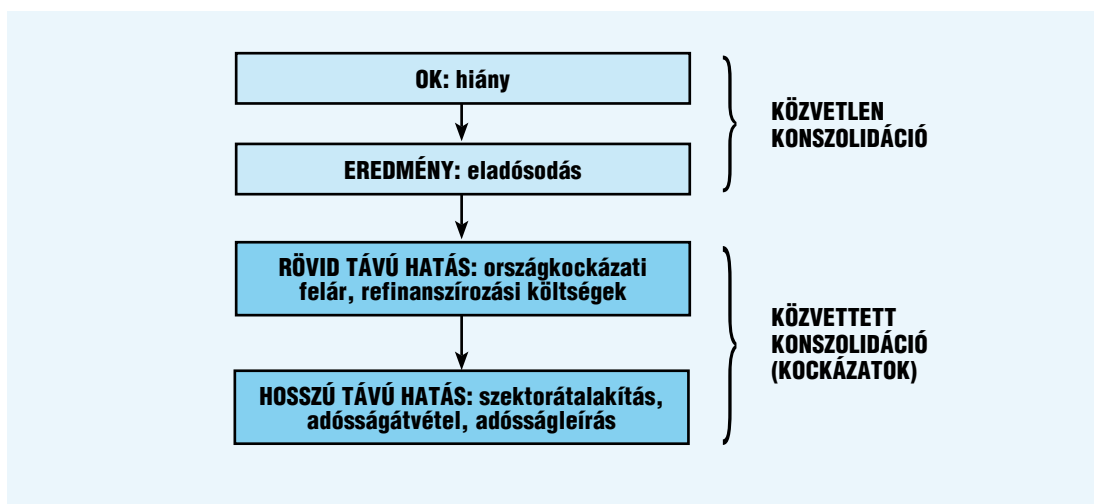 OK: hiány
EREDMÉNY: eladósodás
KÖZVETLEN
KONSZOLIDÁCIÓ
RÖVID TÁVÚ HATÁS: országkockázati
felár, refinanszírozási költségek
HOSSZÚ TÁVÚ HATÁS: szektorátalakítás,
adósságátvétel, adósságleírás
KÖZVETTETT
KONSZOLIDÁCIÓ
(KOCKÁZATOK)